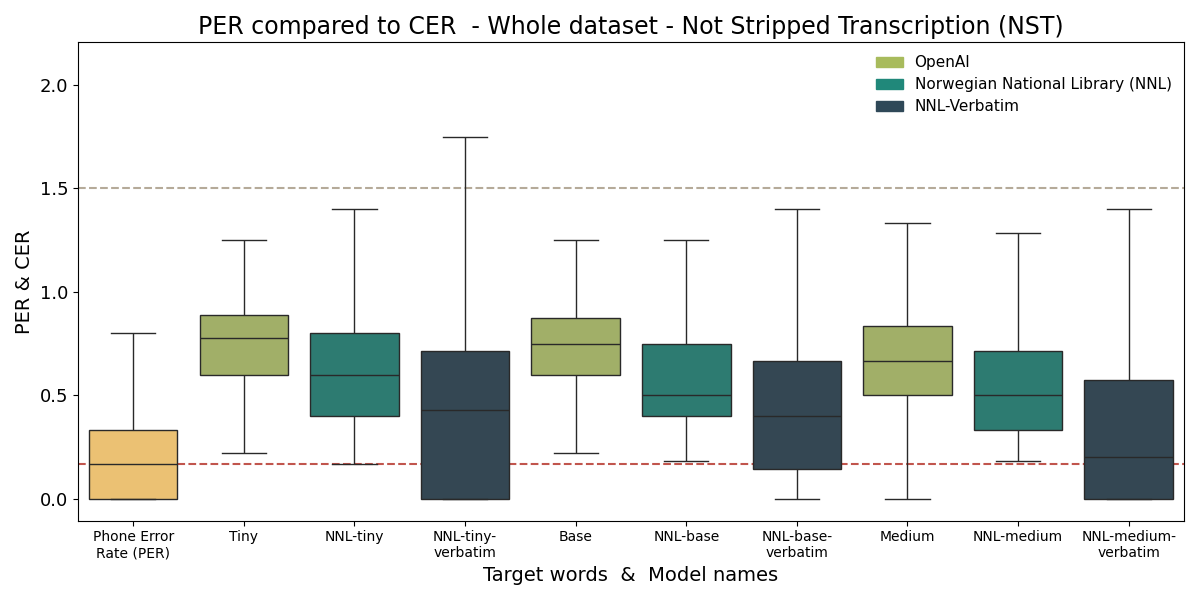 PER compared to CER  - Whole dataset - Not Stripped Transcription (NST)
OpenAI
Norwegian National Library (NNL)
NNL-Verbatim
PER & CER
2.0
1.5
1.0
0.5
0.0
Phone Error
Rate (PER)
Tiny
NNL-tiny
NNL-tiny-
verbatim
Base
NNL-base
NNL-base-
verbatim
Medium
NNL-medium
NNL-medium-
verbatim
Target words  &  Model names